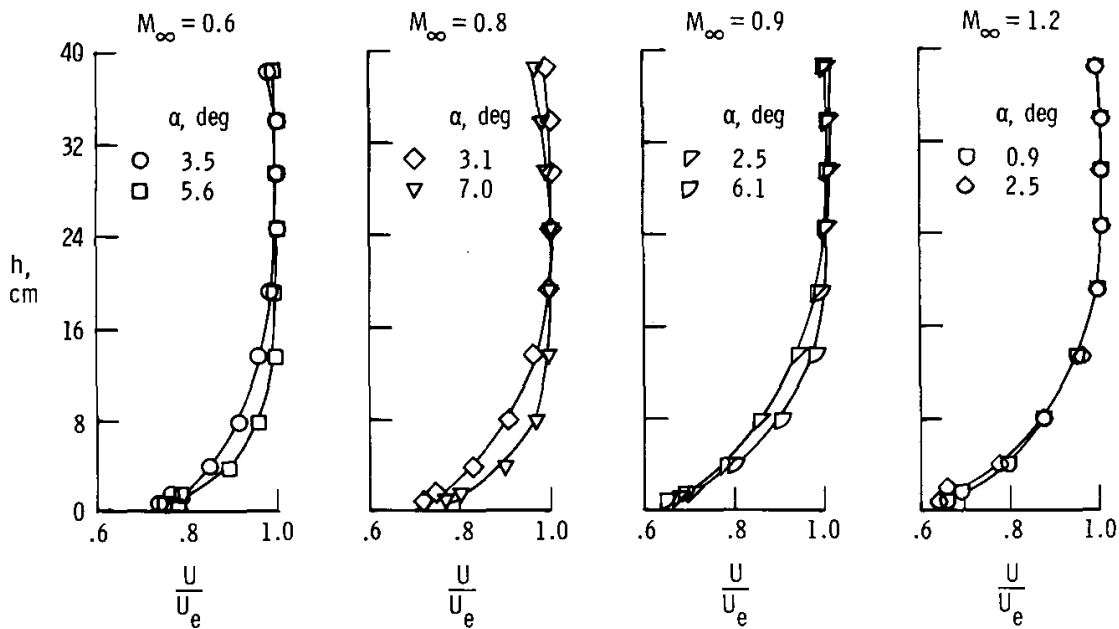 M∞ = 0.6 M∞ = 0.8 M∞ = 0.9 M∞ = 1.2
40
32
24
16
8
0
h,
cm
α, deg
3.5
5.6
α, deg
3.1
7.0
α, deg
2.5
6.1
α, deg
0.9
2.5
.6 .8 1.0 .6 .8 1.0 .6 .8 1.0 .6 .8 1.0
U U U U
Ue Ue Ue Ue